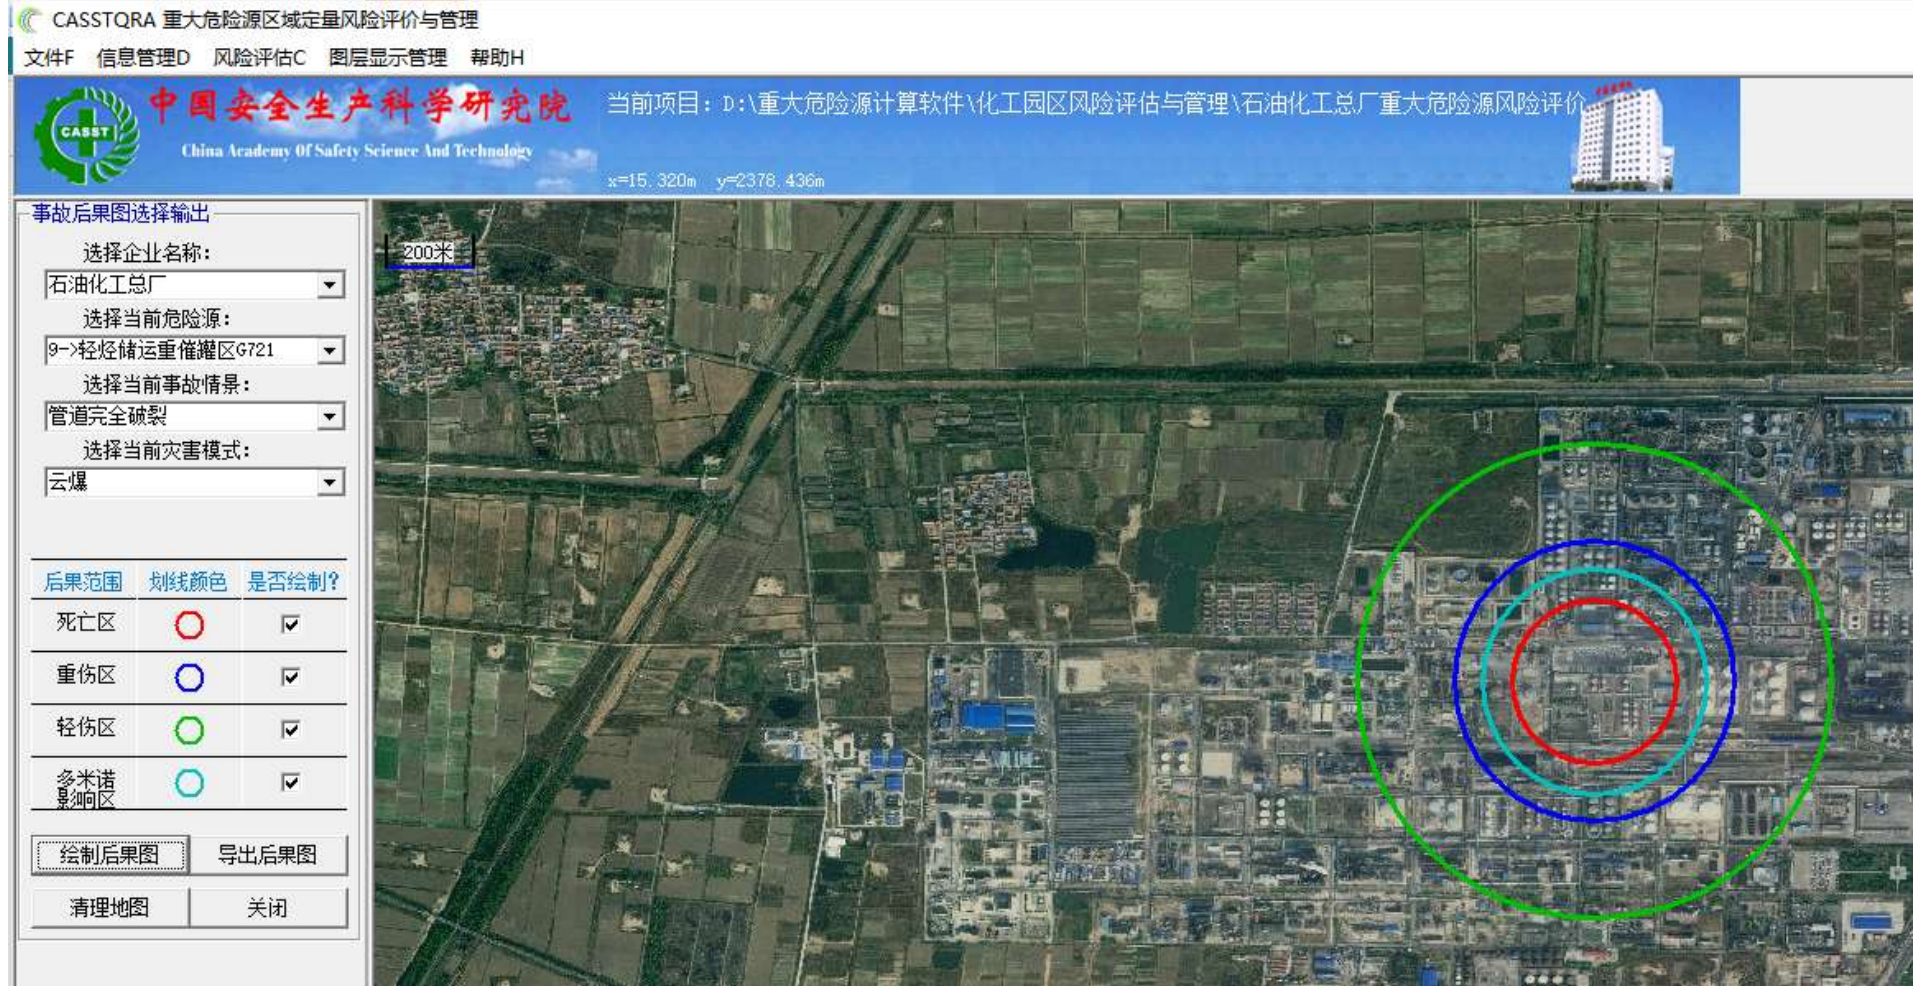 CASSTQRA 重大危险源区域定量风险评价与管理
文件F 信息管理D 风险评估C 图层显示管理 帮助H
CASST
中国安全生产科学研究院
China Academy Of Safety Science And Technology
当前项目：D:\重大危险源计算软件\化工园区风险评估与管理\石油化工总厂重大危险源风险评价
x=15.320m y=2378.436m
事故后果图选择输出
选择企业名称：
石油化工总厂
选择当前危险源：
9->轻烃储运重催罐区G721
选择当前事故情景：
管道完全破裂
选择当前灾害模式：
云爆
后果范围 划线颜色 是否绘制?
死亡区
重伤区
轻伤区
多米诺
影响区
绘制后果图 导出后果图
清理地图 关闭
200米